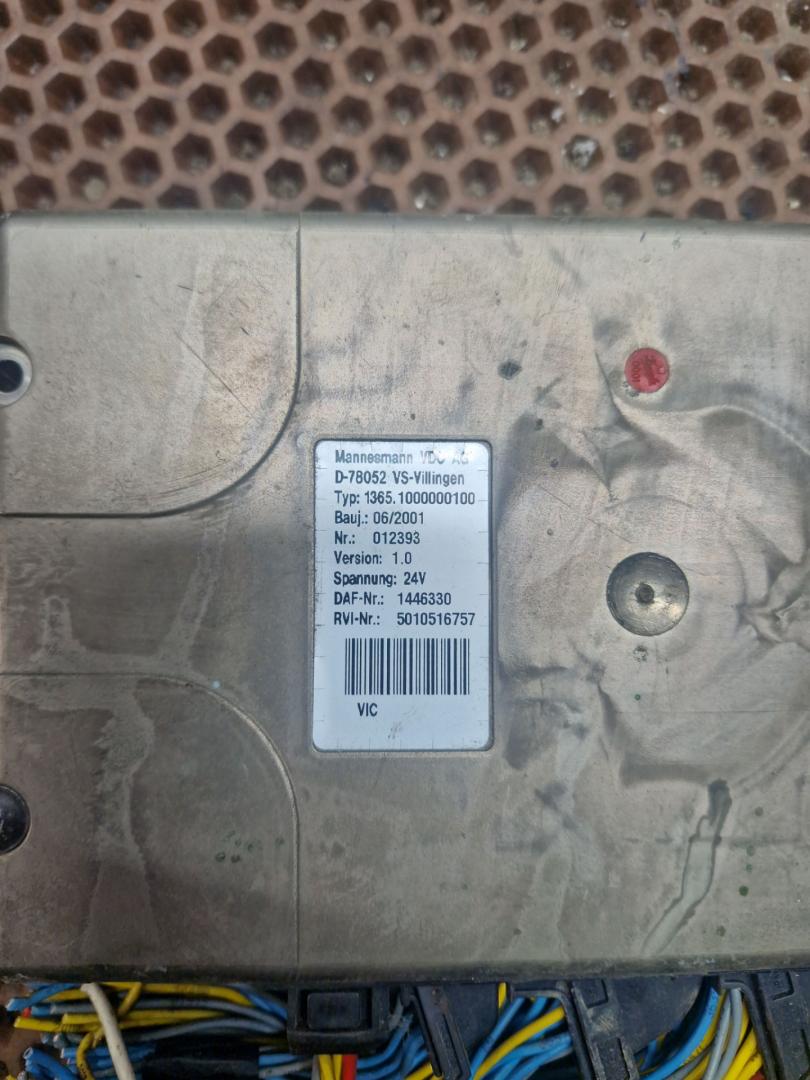 Mannesmann VDO AG
D-78052 VS-Villingen
Typ: 1365.1000000100
Bauj.: 06/2001
Nr.: 012393
Version: 1.0
Spannung: 24V
DAF-Nr.: 1446330
RVI-Nr.: 5010516757
VIC